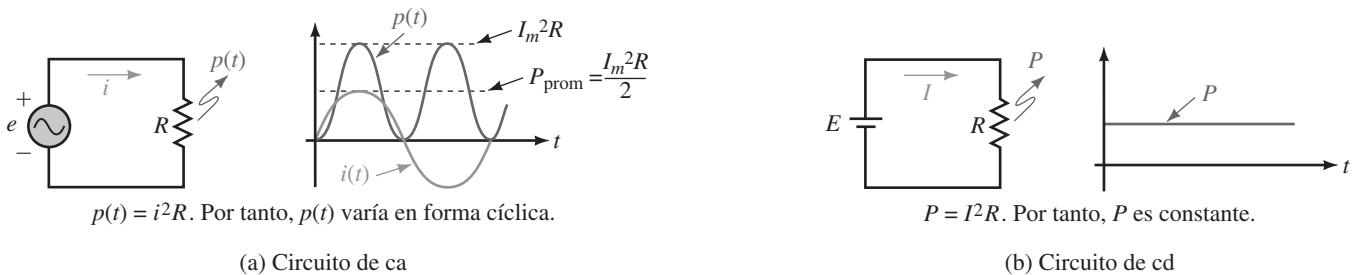 p(t)
I_m²R
P_prom = I_m²R/2
i
p(t)
+
e
−
R
t
i(t)
p(t) = i²R. Por tanto, p(t) varía en forma cíclica.
(a) Circuito de ca
I
P
E
R
P
t
P = I²R. Por tanto, P es constante.
(b) Circuito de cd